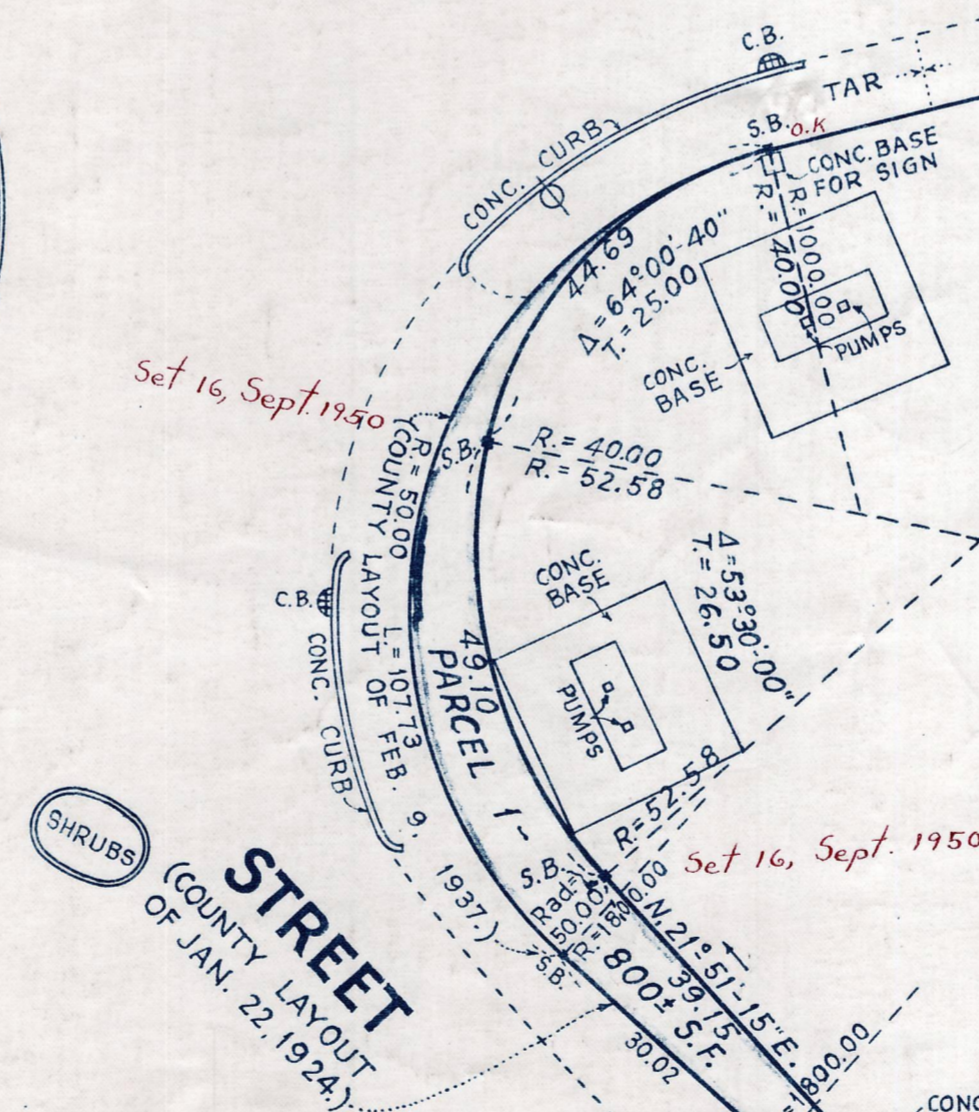 C.B.
TAR
S.B. O.K
CONC. CURB
CONC. BASE
FOR SIGN
R. = 40.00
R. = 1000.00
44.69
Δ = 64°00'-40"
T. = 25.00
PUMPS
CONC.
BASE
Set 16, Sept. 1950
S.B.
R. = 40.00
R. = 52.58
R. = 50.00
(COUNTY LAYOUT OF FEB. 9, 1937.)
L. = 107.73
Δ = 53°30'-00"
T. = 26.50
CONC.
BASE
PUMPS
C.B.
CONC. CURB
49.10
PARCEL 1-
800± S.F.
R. = 52.58
SHRUBS
Set 16, Sept. 1950
S.B.
Rad =
50.00
STREET
(COUNTY LAYOUT
OF JAN. 22, 1924.)
S.B.
N. 21° 51'-15" E.
39.15
30.02
800.00
CONC